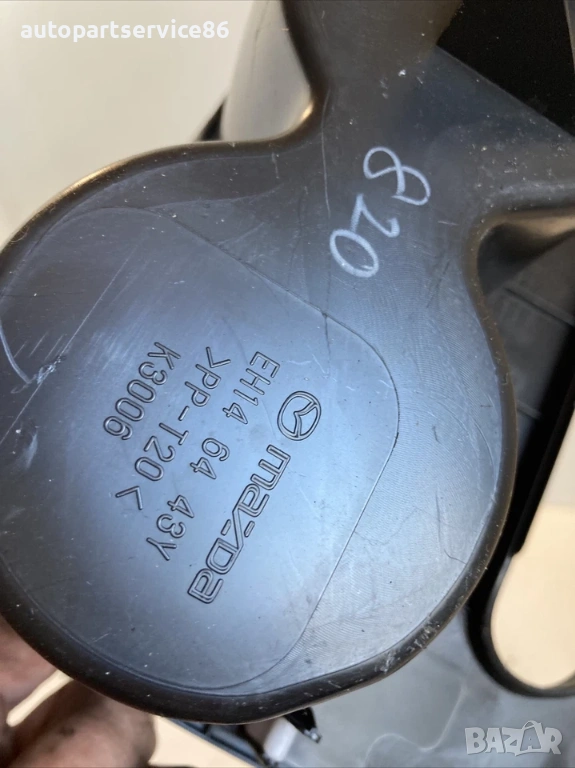 autopartservice86
820
mazda
EH14 64 43Y
>PP-T20<
K3006
BAZAR